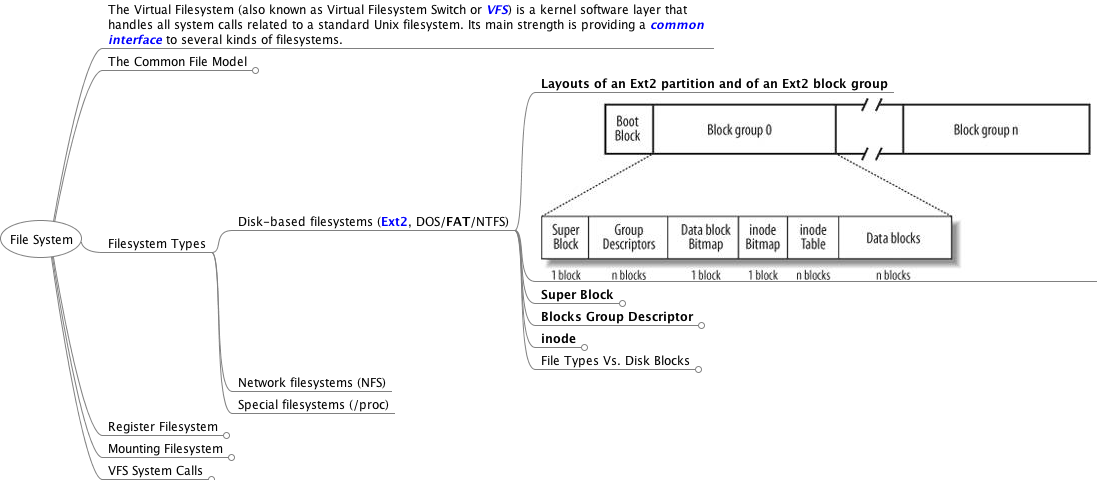 The Virtual Filesystem (also known as Virtual Filesystem Switch or VFS) is a kernel software layer that
handles all system calls related to a standard Unix filesystem. Its main strength is providing a common
interface to several kinds of filesystems.
The Common File Model
File System
Filesystem Types
Disk-based filesystems (Ext2, DOS/FAT/NTFS)
Layouts of an Ext2 partition and of an Ext2 block group
Boot
Block
Block group 0
Block group n
Super
Block
Group
Descriptors
Data block
Bitmap
inode
Bitmap
inode
Table
Data blocks
1 block
n blocks
1 block
1 block
n blocks
n blocks
Super Block
Blocks Group Descriptor
inode
File Types Vs. Disk Blocks
Network filesystems (NFS)
Special filesystems (/proc)
Register Filesystem
Mounting Filesystem
VFS System Calls